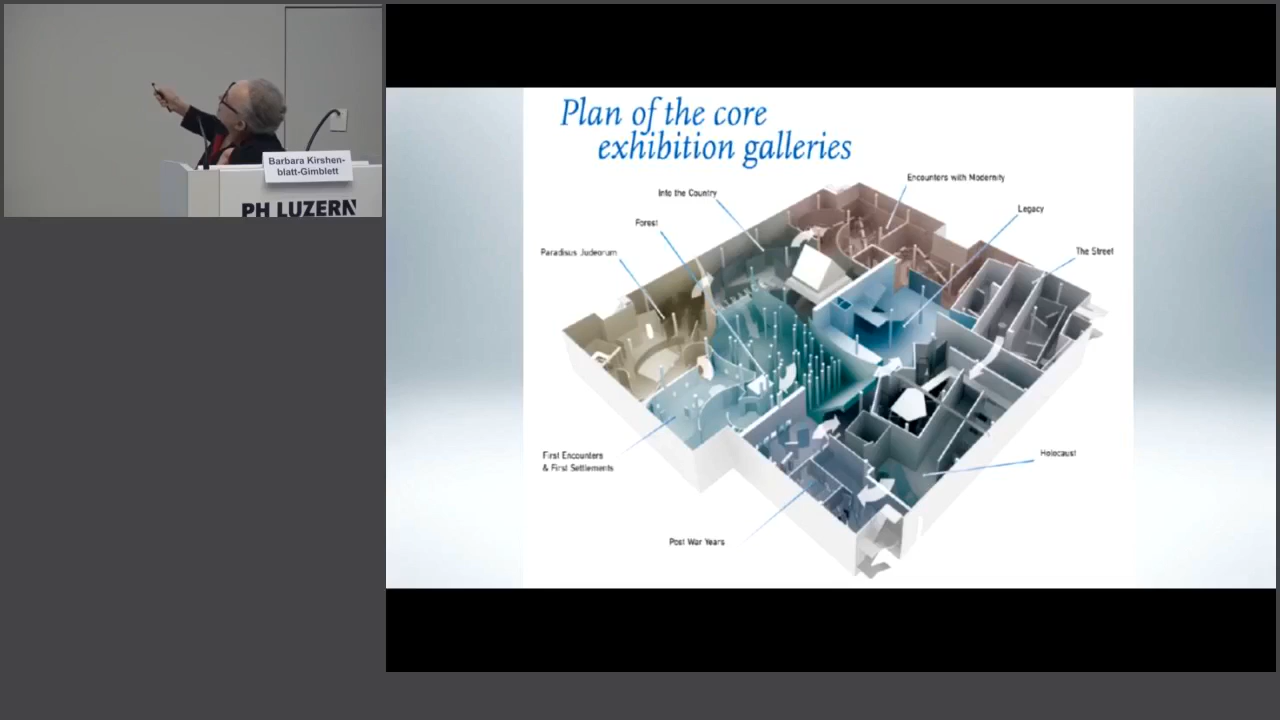 Barbara Kirshen-
blatt-Gimblett
PH LUZERN
Plan of the core
exhibition galleries
Encounters with Modernity
Into the Country
Legacy
Forest
The Street
Paradisus Judeorum
First Encounters
& First Settlements
Holocaust
Post War Years